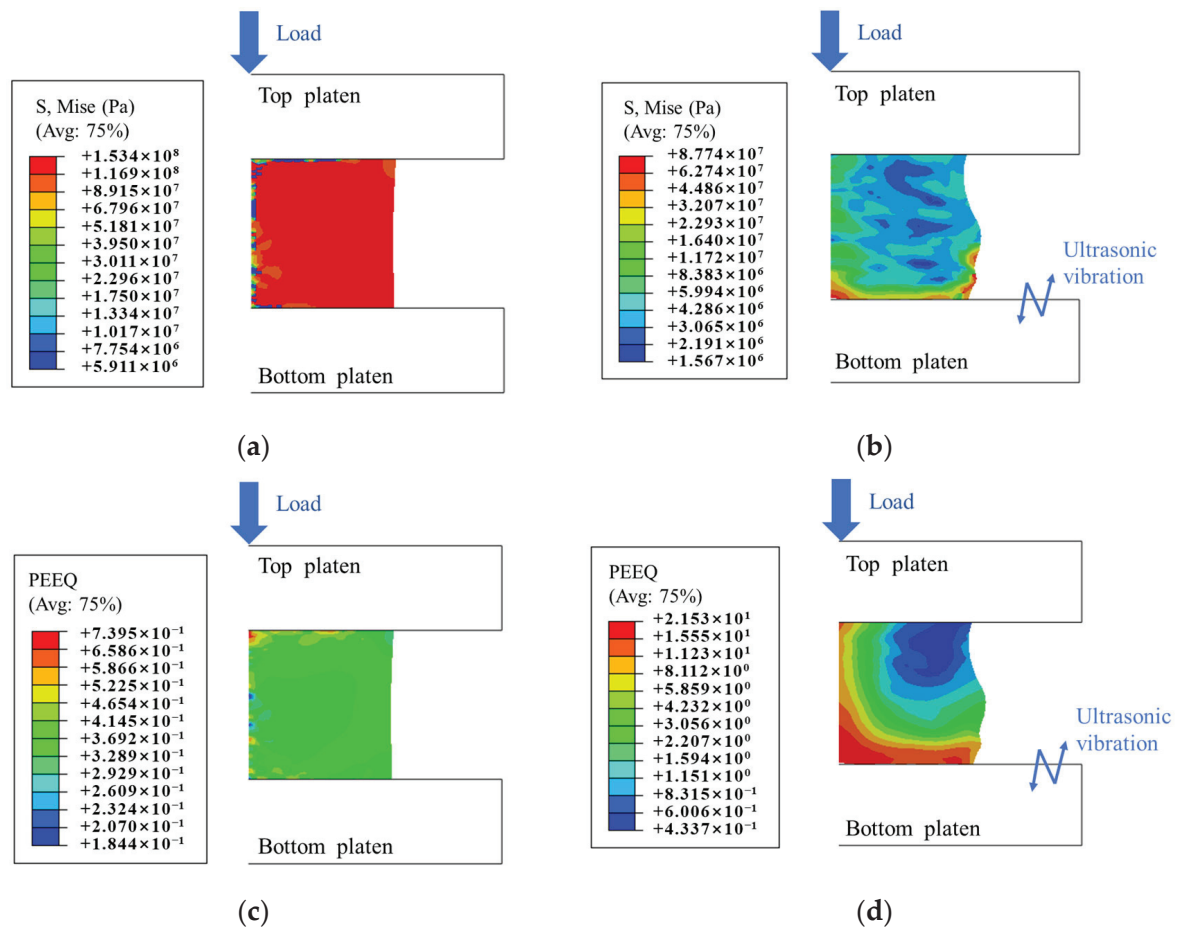 Load
Top platen
S, Mise (Pa)
(Avg: 75%)
+1.534×10⁸
+1.169×10⁸
+8.915×10⁷
+6.796×10⁷
+5.181×10⁷
+3.950×10⁷
+3.011×10⁷
+2.296×10⁷
+1.750×10⁷
+1.334×10⁷
+1.017×10⁷
+7.754×10⁶
+5.911×10⁶
Bottom platen
(a)
Load
Top platen
S, Mise (Pa)
(Avg: 75%)
+8.774×10⁷
+6.274×10⁷
+4.486×10⁷
+3.207×10⁷
+2.293×10⁷
+1.640×10⁷
+1.172×10⁷
+8.383×10⁶
+5.994×10⁶
+4.286×10⁶
+3.065×10⁶
+2.191×10⁶
+1.567×10⁶
Ultrasonic
vibration
Bottom platen
(b)
Load
Top platen
PEEQ
(Avg: 75%)
+7.395×10⁻¹
+6.586×10⁻¹
+5.866×10⁻¹
+5.225×10⁻¹
+4.654×10⁻¹
+4.145×10⁻¹
+3.692×10⁻¹
+3.289×10⁻¹
+2.929×10⁻¹
+2.609×10⁻¹
+2.324×10⁻¹
+2.070×10⁻¹
+1.844×10⁻¹
Bottom platen
(c)
Load
Top platen
PEEQ
(Avg: 75%)
+2.153×10¹
+1.555×10¹
+1.123×10¹
+8.112×10⁰
+5.859×10⁰
+4.232×10⁰
+3.056×10⁰
+2.207×10⁰
+1.594×10⁰
+1.151×10⁰
+8.315×10⁻¹
+6.006×10⁻¹
+4.337×10⁻¹
Ultrasonic
vibration
Bottom platen
(d)